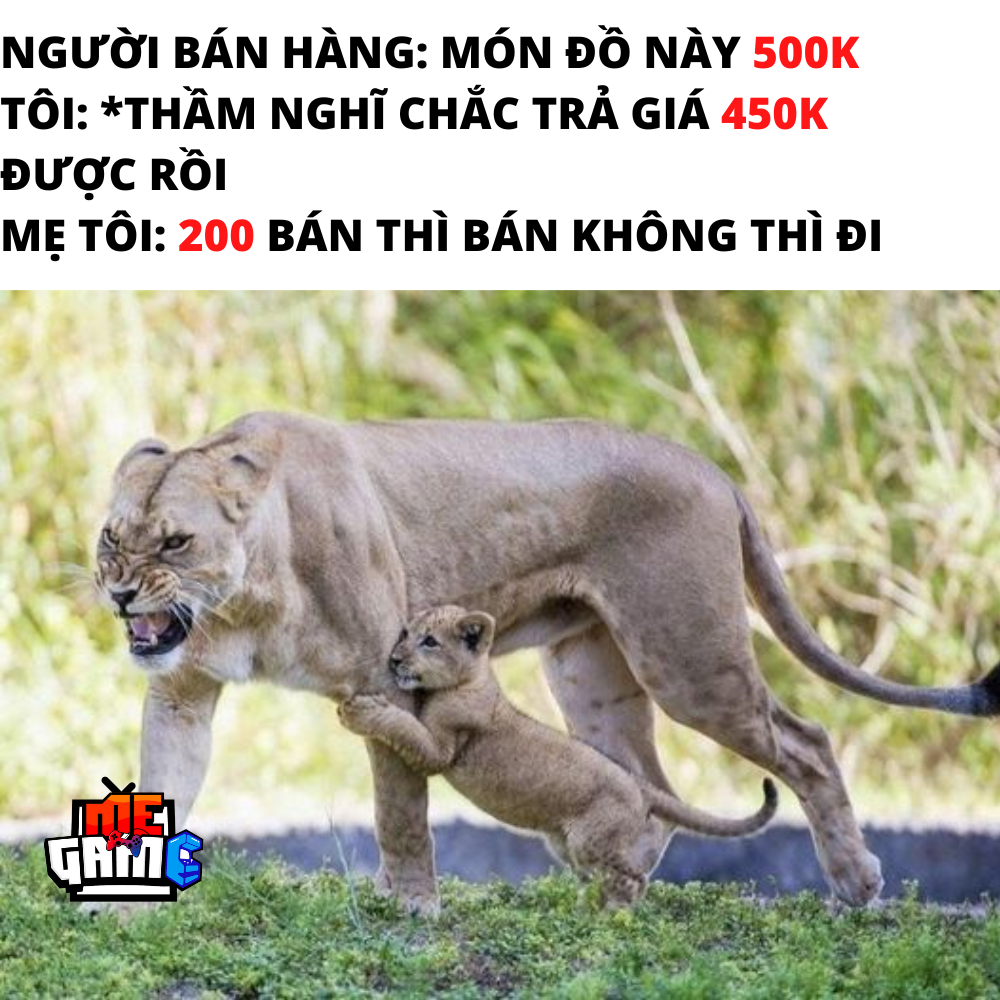 NGƯỜI BÁN HÀNG: MÓN ĐỒ NÀY 500K
TÔI: *THẦM NGHĨ CHẮC TRẢ GIÁ 450K
ĐƯỢC RỒI
MẸ TÔI: 200 BÁN THÌ BÁN KHÔNG THÌ ĐI
ME
GAME